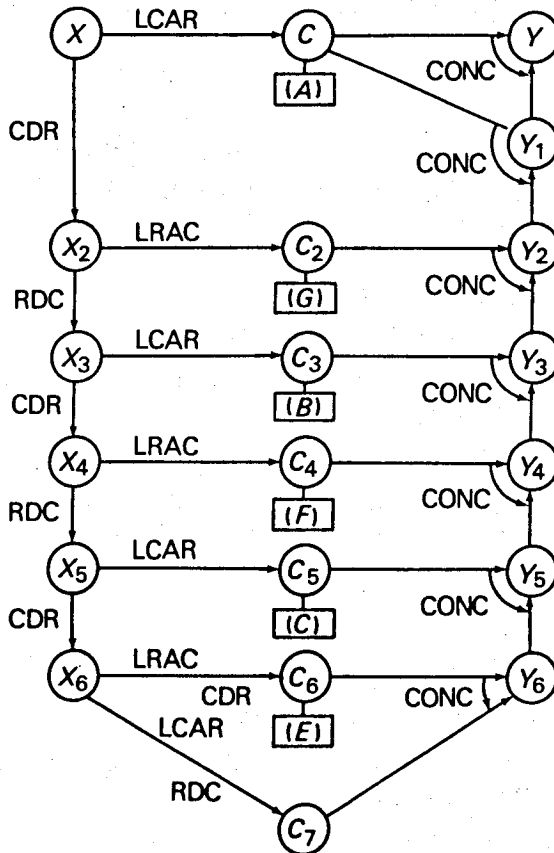 X LCAR C Y
CONC
(A)
CDR
Y1
CONC
X2 LRAC C2 Y2
RDC (G) CONC
X3 LCAR C3 Y3
CDR (B) CONC
X4 LRAC C4 Y4
RDC (F) CONC
X5 LCAR C5 Y5
CDR (C) CONC
X6 LRAC C6 Y6
CDR CONC
LCAR (E)
RDC
C7